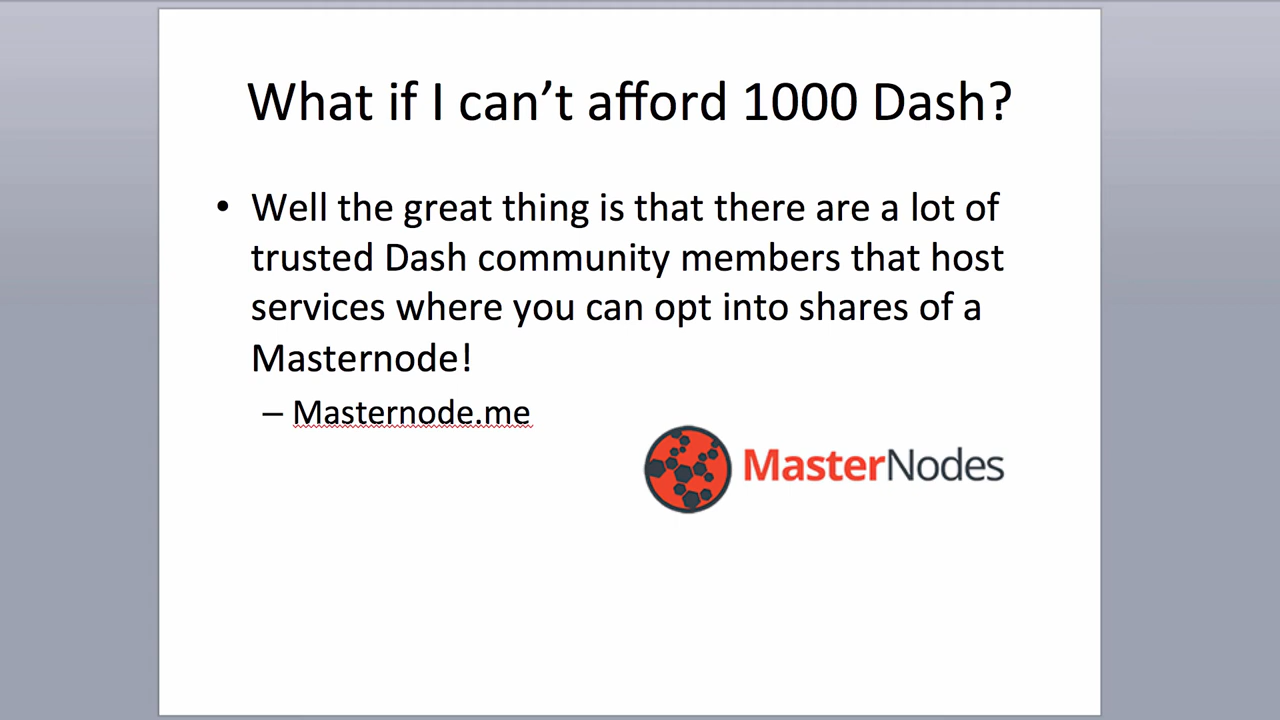 What if I can’t afford 1000 Dash?
• Well the great thing is that there are a lot of
trusted Dash community members that host
services where you can opt into shares of a
Masternode!
– Masternode.me
MasterNodes